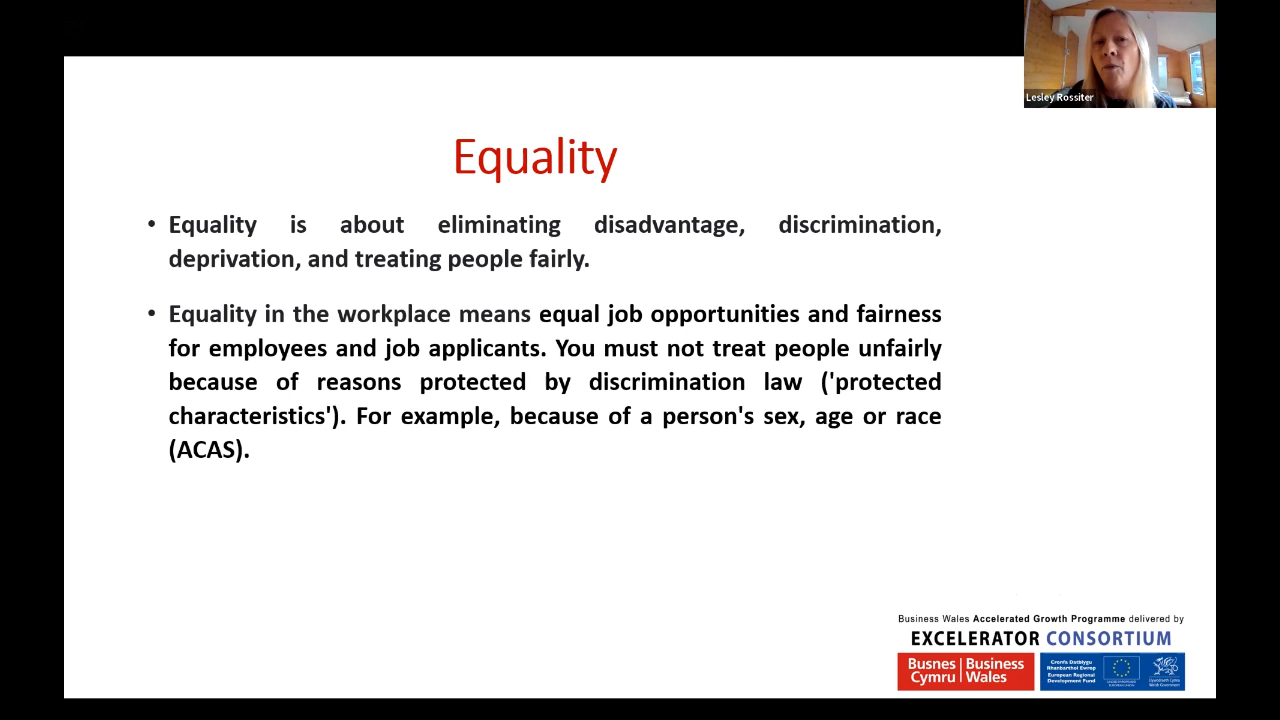 Lesley Rossiter
Equality
• Equality is about eliminating disadvantage, discrimination,
deprivation, and treating people fairly.
• Equality in the workplace means equal job opportunities and fairness
for employees and job applicants. You must not treat people unfairly
because of reasons protected by discrimination law ('protected
characteristics'). For example, because of a person's sex, age or race
(ACAS).
Business Wales Accelerated Growth Programme delivered by
EXCELERATOR CONSORTIUM
Busnes
Cymru
Business
Wales
Cronfa Datblygu
Rhanbarthol Ewrop
European Regional
Development Fund